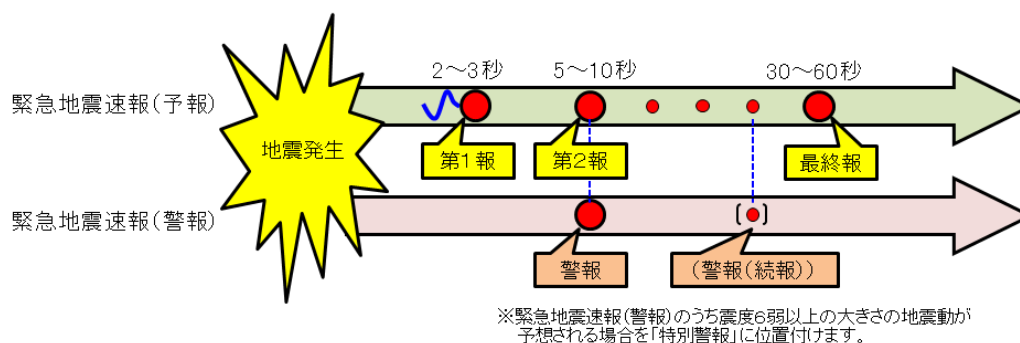 2～3秒
5～10秒
30～60秒
緊急地震速報(予報)
地震発生
第1報
第2報
最終報
緊急地震速報(警報)
[ ]
警報
(警報(続報))
※緊急地震速報(警報)のうち震度6弱以上の大きさの地震動が
予想される場合を「特別警報」に位置付けます。